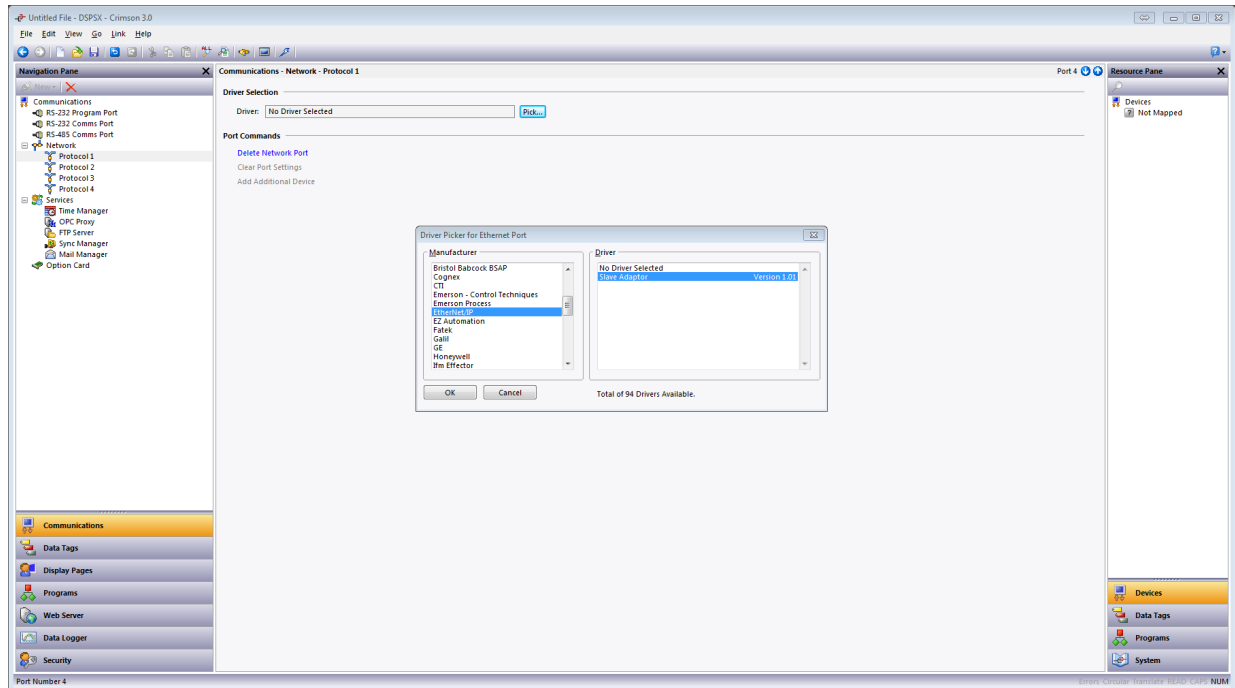 Untitled File - DSPSX - Crimson 3.0
File Edit View Go Link Help
Navigation Pane
New
Communications
RS-232 Program Port
RS-232 Comms Port
RS-485 Comms Port
Network
Protocol 1
Protocol 2
Protocol 3
Protocol 4
Services
Time Manager
OPC Proxy
FTP Server
Sync Manager
Mail Manager
Option Card
Communications
Data Tags
Display Pages
Programs
Web Server
Data Logger
Security
Communications - Network - Protocol 1 Port 4
Driver Selection
Driver: No Driver Selected Pick...
Port Commands
Delete Network Port
Clear Port Settings
Add Additional Device
Driver Picker for Ethernet Port
Manufacturer
Bristol Babcock BSAP
Cognex
CTI
Emerson - Control Techniques
Emerson Process
EtherNet/IP
EZ Automation
Fatek
Galil
GE
Honeywell
Ifm Effector
Driver
No Driver Selected
Slave Adaptor Version 1.01
OK Cancel Total of 94 Drivers Available.
Resource Pane
Devices
Not Mapped
Devices
Data Tags
Programs
System
Port Number 4 Errors Circular Translate READ CAPS NUM